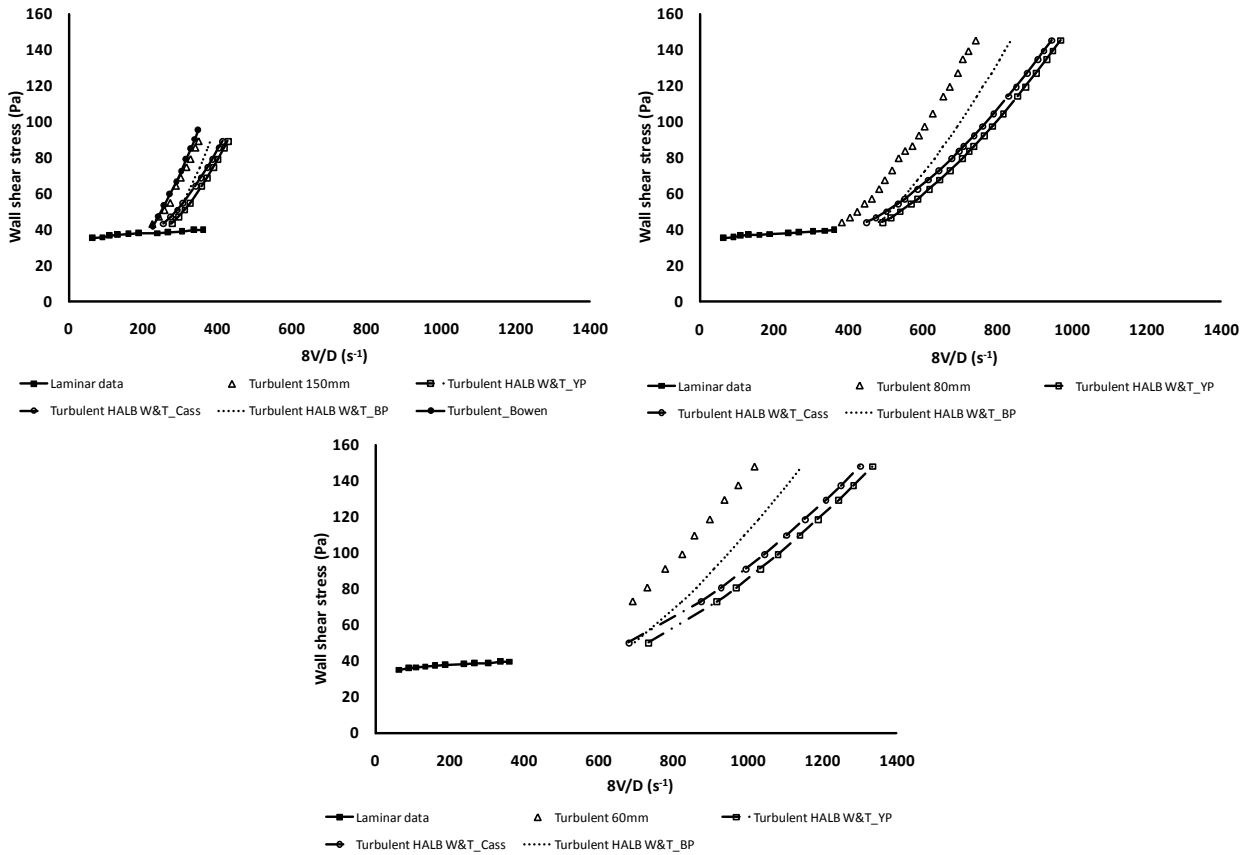 160
140
120
100
80
60
40
20
0
Wall shear stress (Pa)
0 200 400 600 800 1000 1200 1400
8V/D (s-1)
Laminar data Turbulent 150mm Turbulent HALB W&T_YP
Turbulent HALB W&T_Cass Turbulent HALB W&T_BP Turbulent_Bowen
160
140
120
100
80
60
40
20
0
Wall shear stress (Pa)
0 200 400 600 800 1000 1200 1400
8V/D (s-1)
Laminar data Turbulent 80mm Turbulent HALB W&T_YP
Turbulent HALB W&T_Cass Turbulent HALB W&T_BP
160
140
120
100
80
60
40
20
0
Wall shear stress (Pa)
0 200 400 600 800 1000 1200 1400
8V/D (s-1)
Laminar data Turbulent 60mm Turbulent HALB W&T_YP
Turbulent HALB W&T_Cass Turbulent HALB W&T_BP